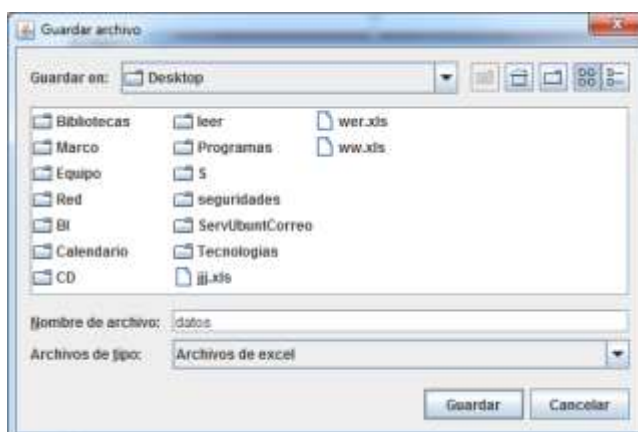 Guardar archivo
Guardar en: Desktop
Bibliotecas leer wer.xls
Marco Programas ww.xls
Equipo S
Red seguridades
BI ServUbuntCorreo
Calendario Tecnologias
CD jjj.xls
Nombre de archivo: datos
Archivos de tipo: Archivos de excel
Guardar Cancelar